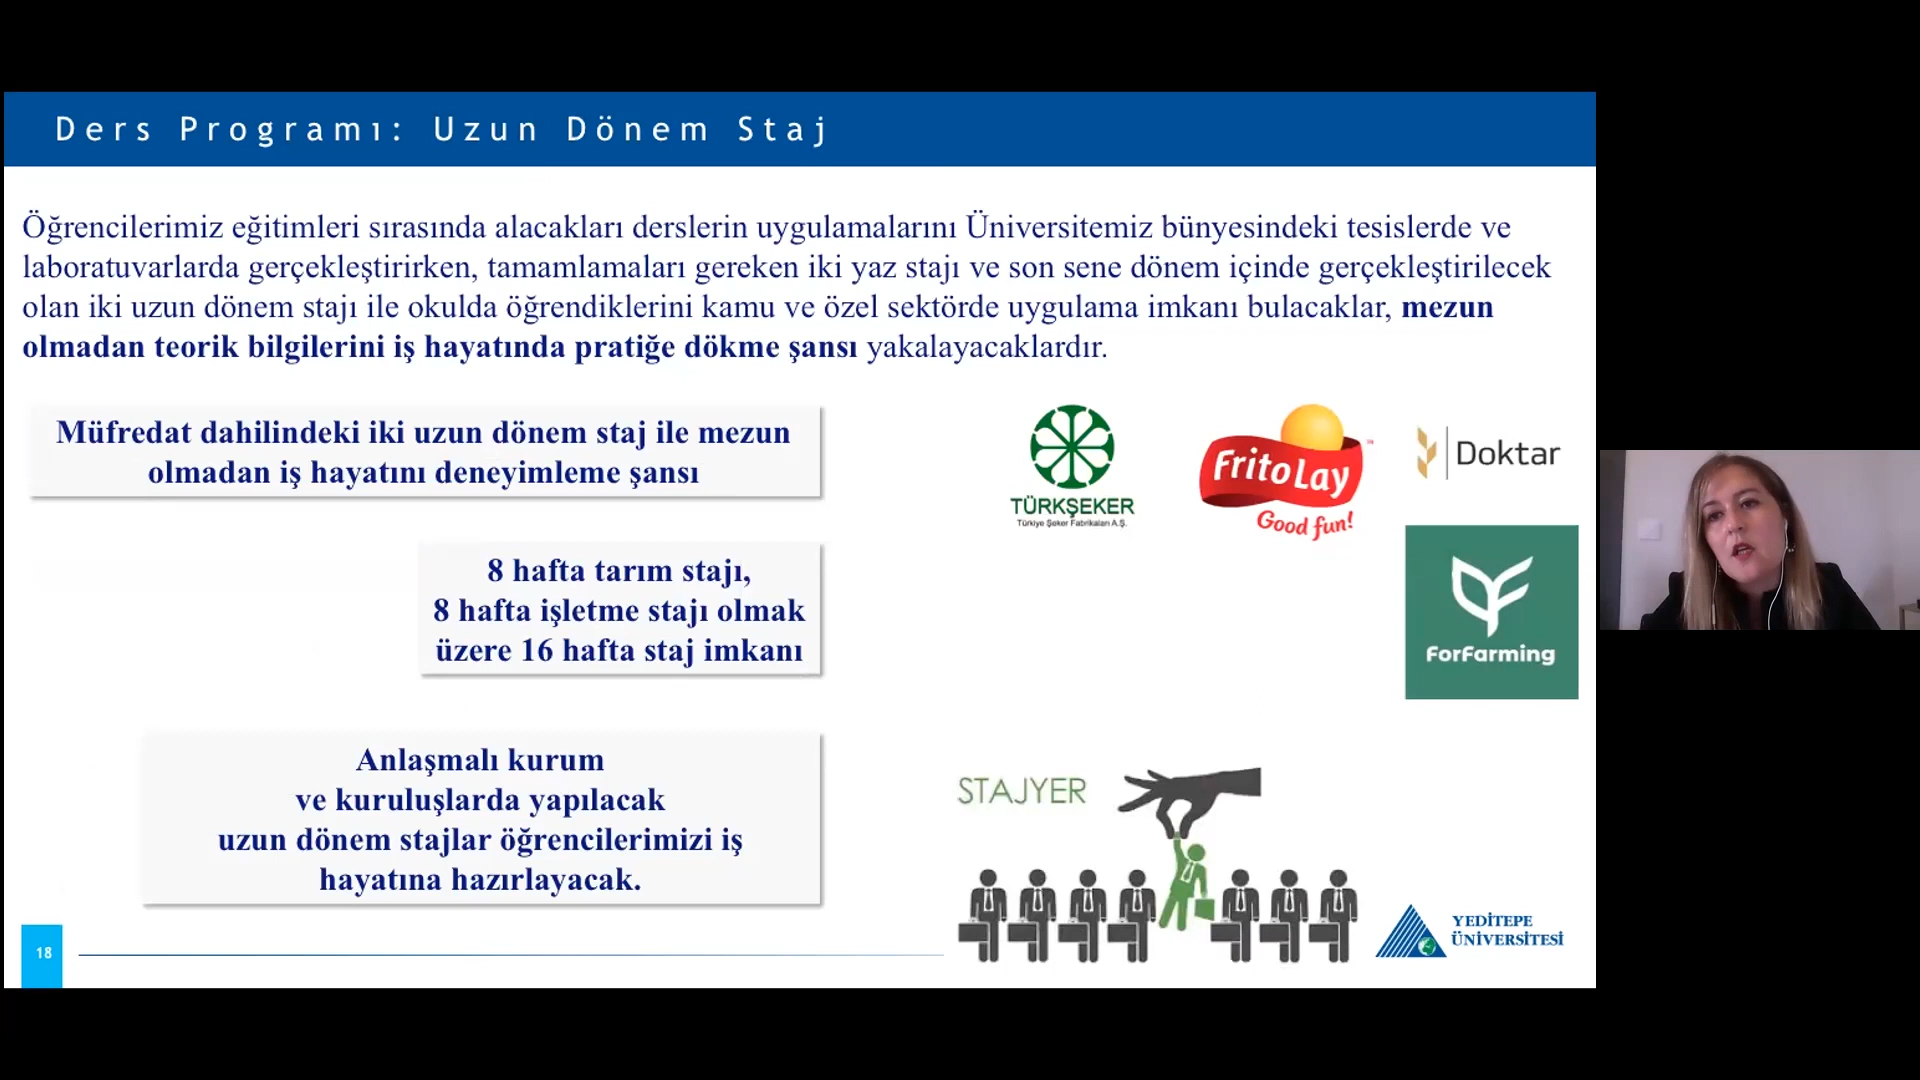 Ders Programı: Uzun Dönem Staj
Öğrencilerimiz eğitimleri sırasında alacakları derslerin uygulamalarını Üniversitemiz bünyesindeki tesislerde ve
laboratuvarlarda gerçekleştirirken, tamamlamaları gereken iki yaz stajı ve son sene dönem içinde gerçekleştirilecek
olan iki uzun dönem stajı ile okulda öğrendiklerini kamu ve özel sektörde uygulama imkanı bulacaklar, mezun
olmadan teorik bilgilerini iş hayatında pratiğe dökme şansı yakalayacaklardır.
Müfredat dahilindeki iki uzun dönem staj ile mezun
olmadan iş hayatını deneyimleme şansı
8 hafta tarım stajı,
8 hafta işletme stajı olmak
üzere 16 hafta staj imkanı
Anlaşmalı kurum
ve kuruluşlarda yapılacak
uzun dönem stajlar öğrencilerimizi iş
hayatına hazırlayacak.
TÜRKŞEKER
Türkiye Şeker Fabrikaları A.Ş.
Frito Lay
TM
Good fun!
Doktar
ForFarming
STAJYER
YEDİTEPE
ÜNİVERSİTESİ
18